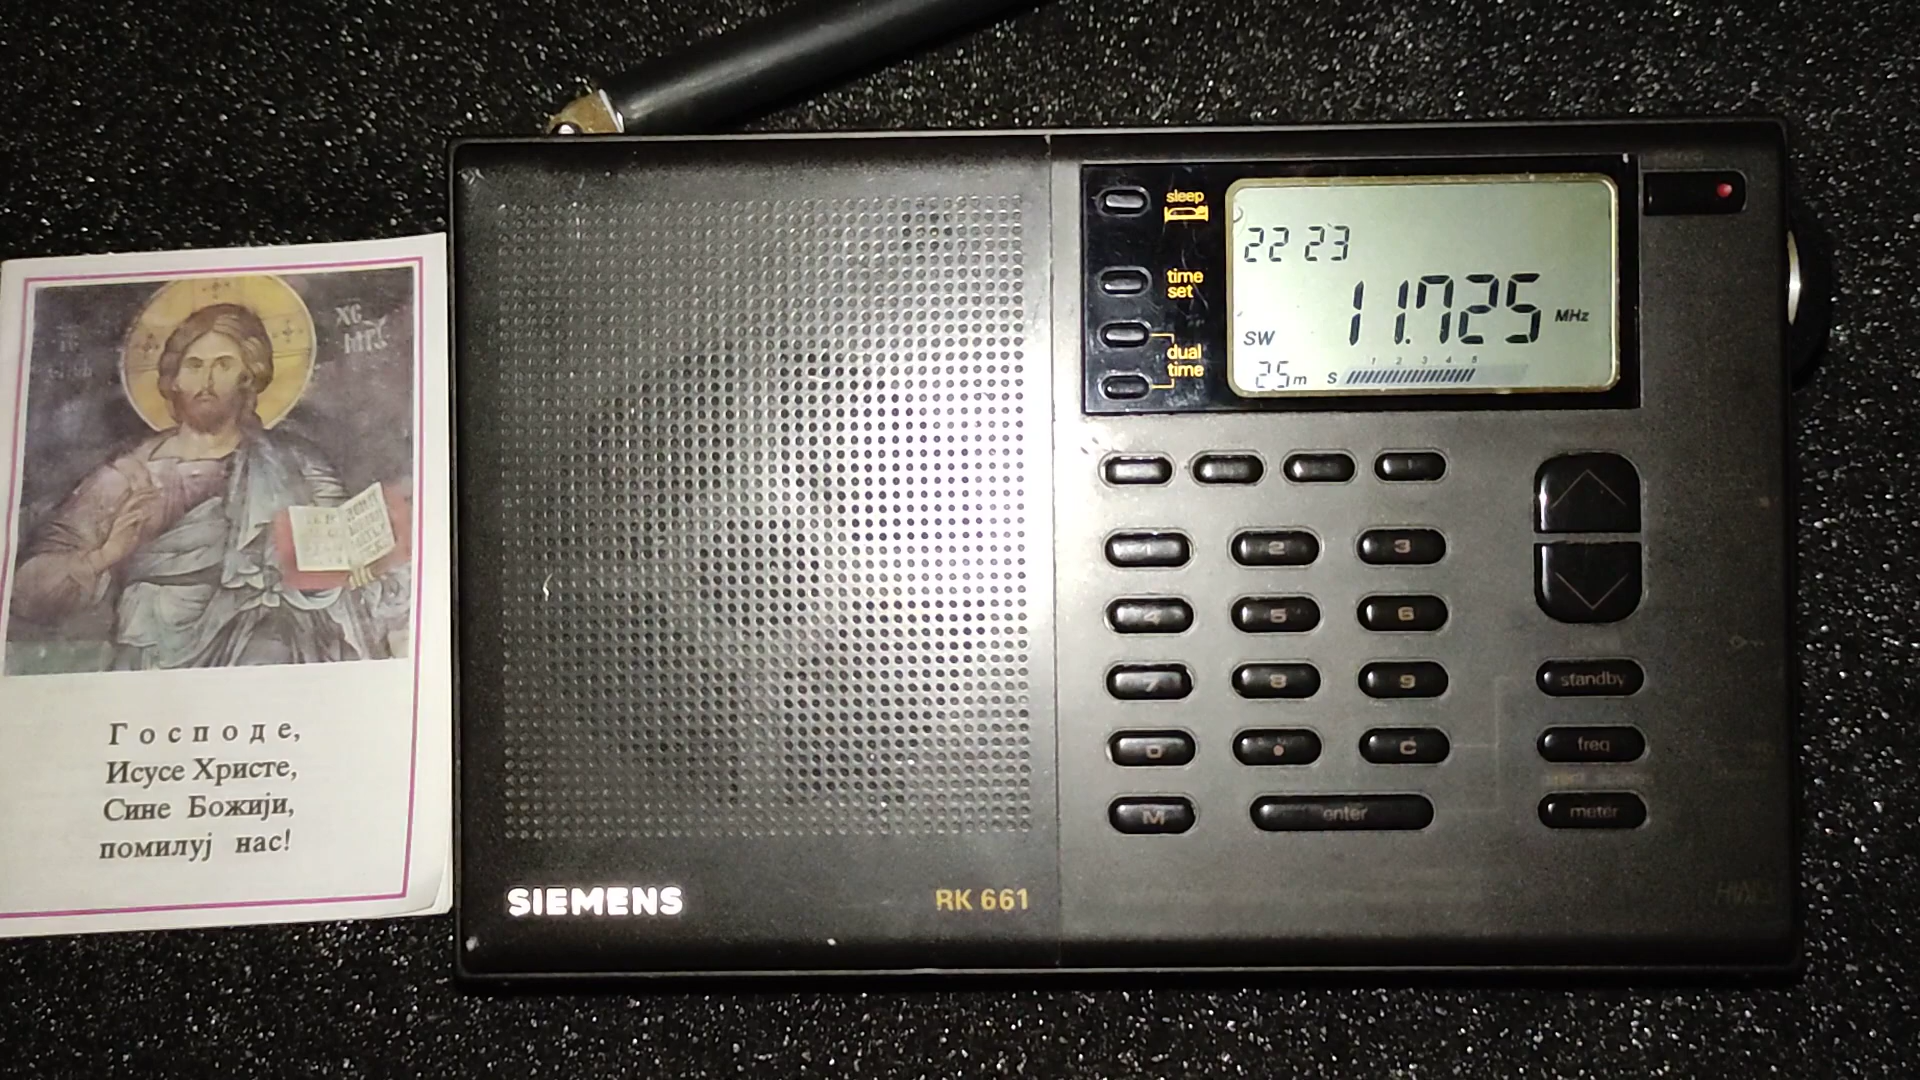 Господе,
Исусе Христе,
Сине Божији,
помилуј нас!
sleep
time
set
dual
time
22 23
11.725 MHz
SW
1 2 3 4 5
25m S
2 3
4 5 6
7 8 9
0 • C
M enter
standby
freq
meter
SIEMENS
RK 661